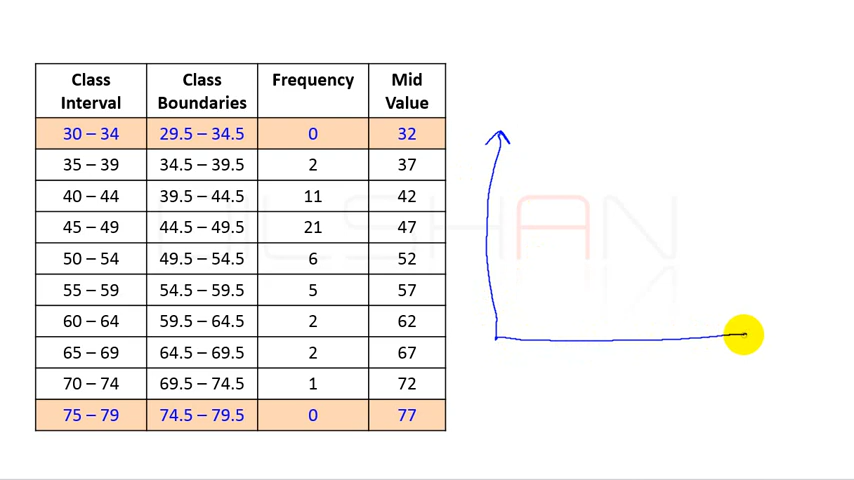 Class Interval Class Boundaries Frequency Mid Value
30 – 34 29.5 – 34.5 0 32
35 – 39 34.5 – 39.5 2 37
40 – 44 39.5 – 44.5 11 42
45 – 49 44.5 – 49.5 21 47
50 – 54 49.5 – 54.5 6 52
55 – 59 54.5 – 59.5 5 57
60 – 64 59.5 – 64.5 2 62
65 – 69 64.5 – 69.5 2 67
70 – 74 69.5 – 74.5 1 72
75 – 79 74.5 – 79.5 0 77